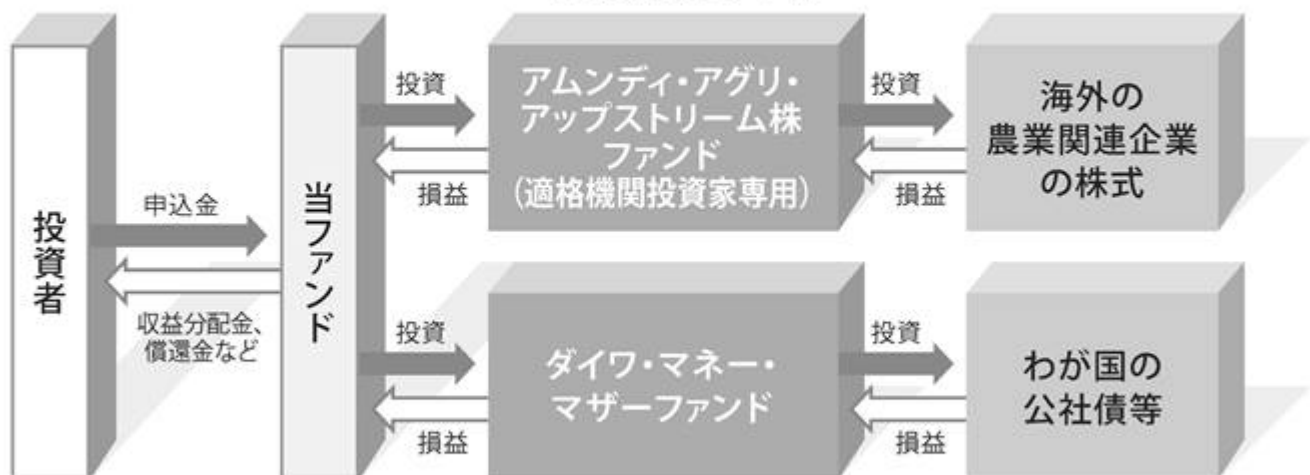 投資者
申込金
収益分配金、
償還金など
当ファンド
投資
損益
アムンディ・アグリ・
アップストリーム株
ファンド
(適格機関投資家専用)
投資
損益
海外の
農業関連企業
の株式
投資
損益
ダイワ・マネー・
マザーファンド
投資
損益
わが国の
公社債等